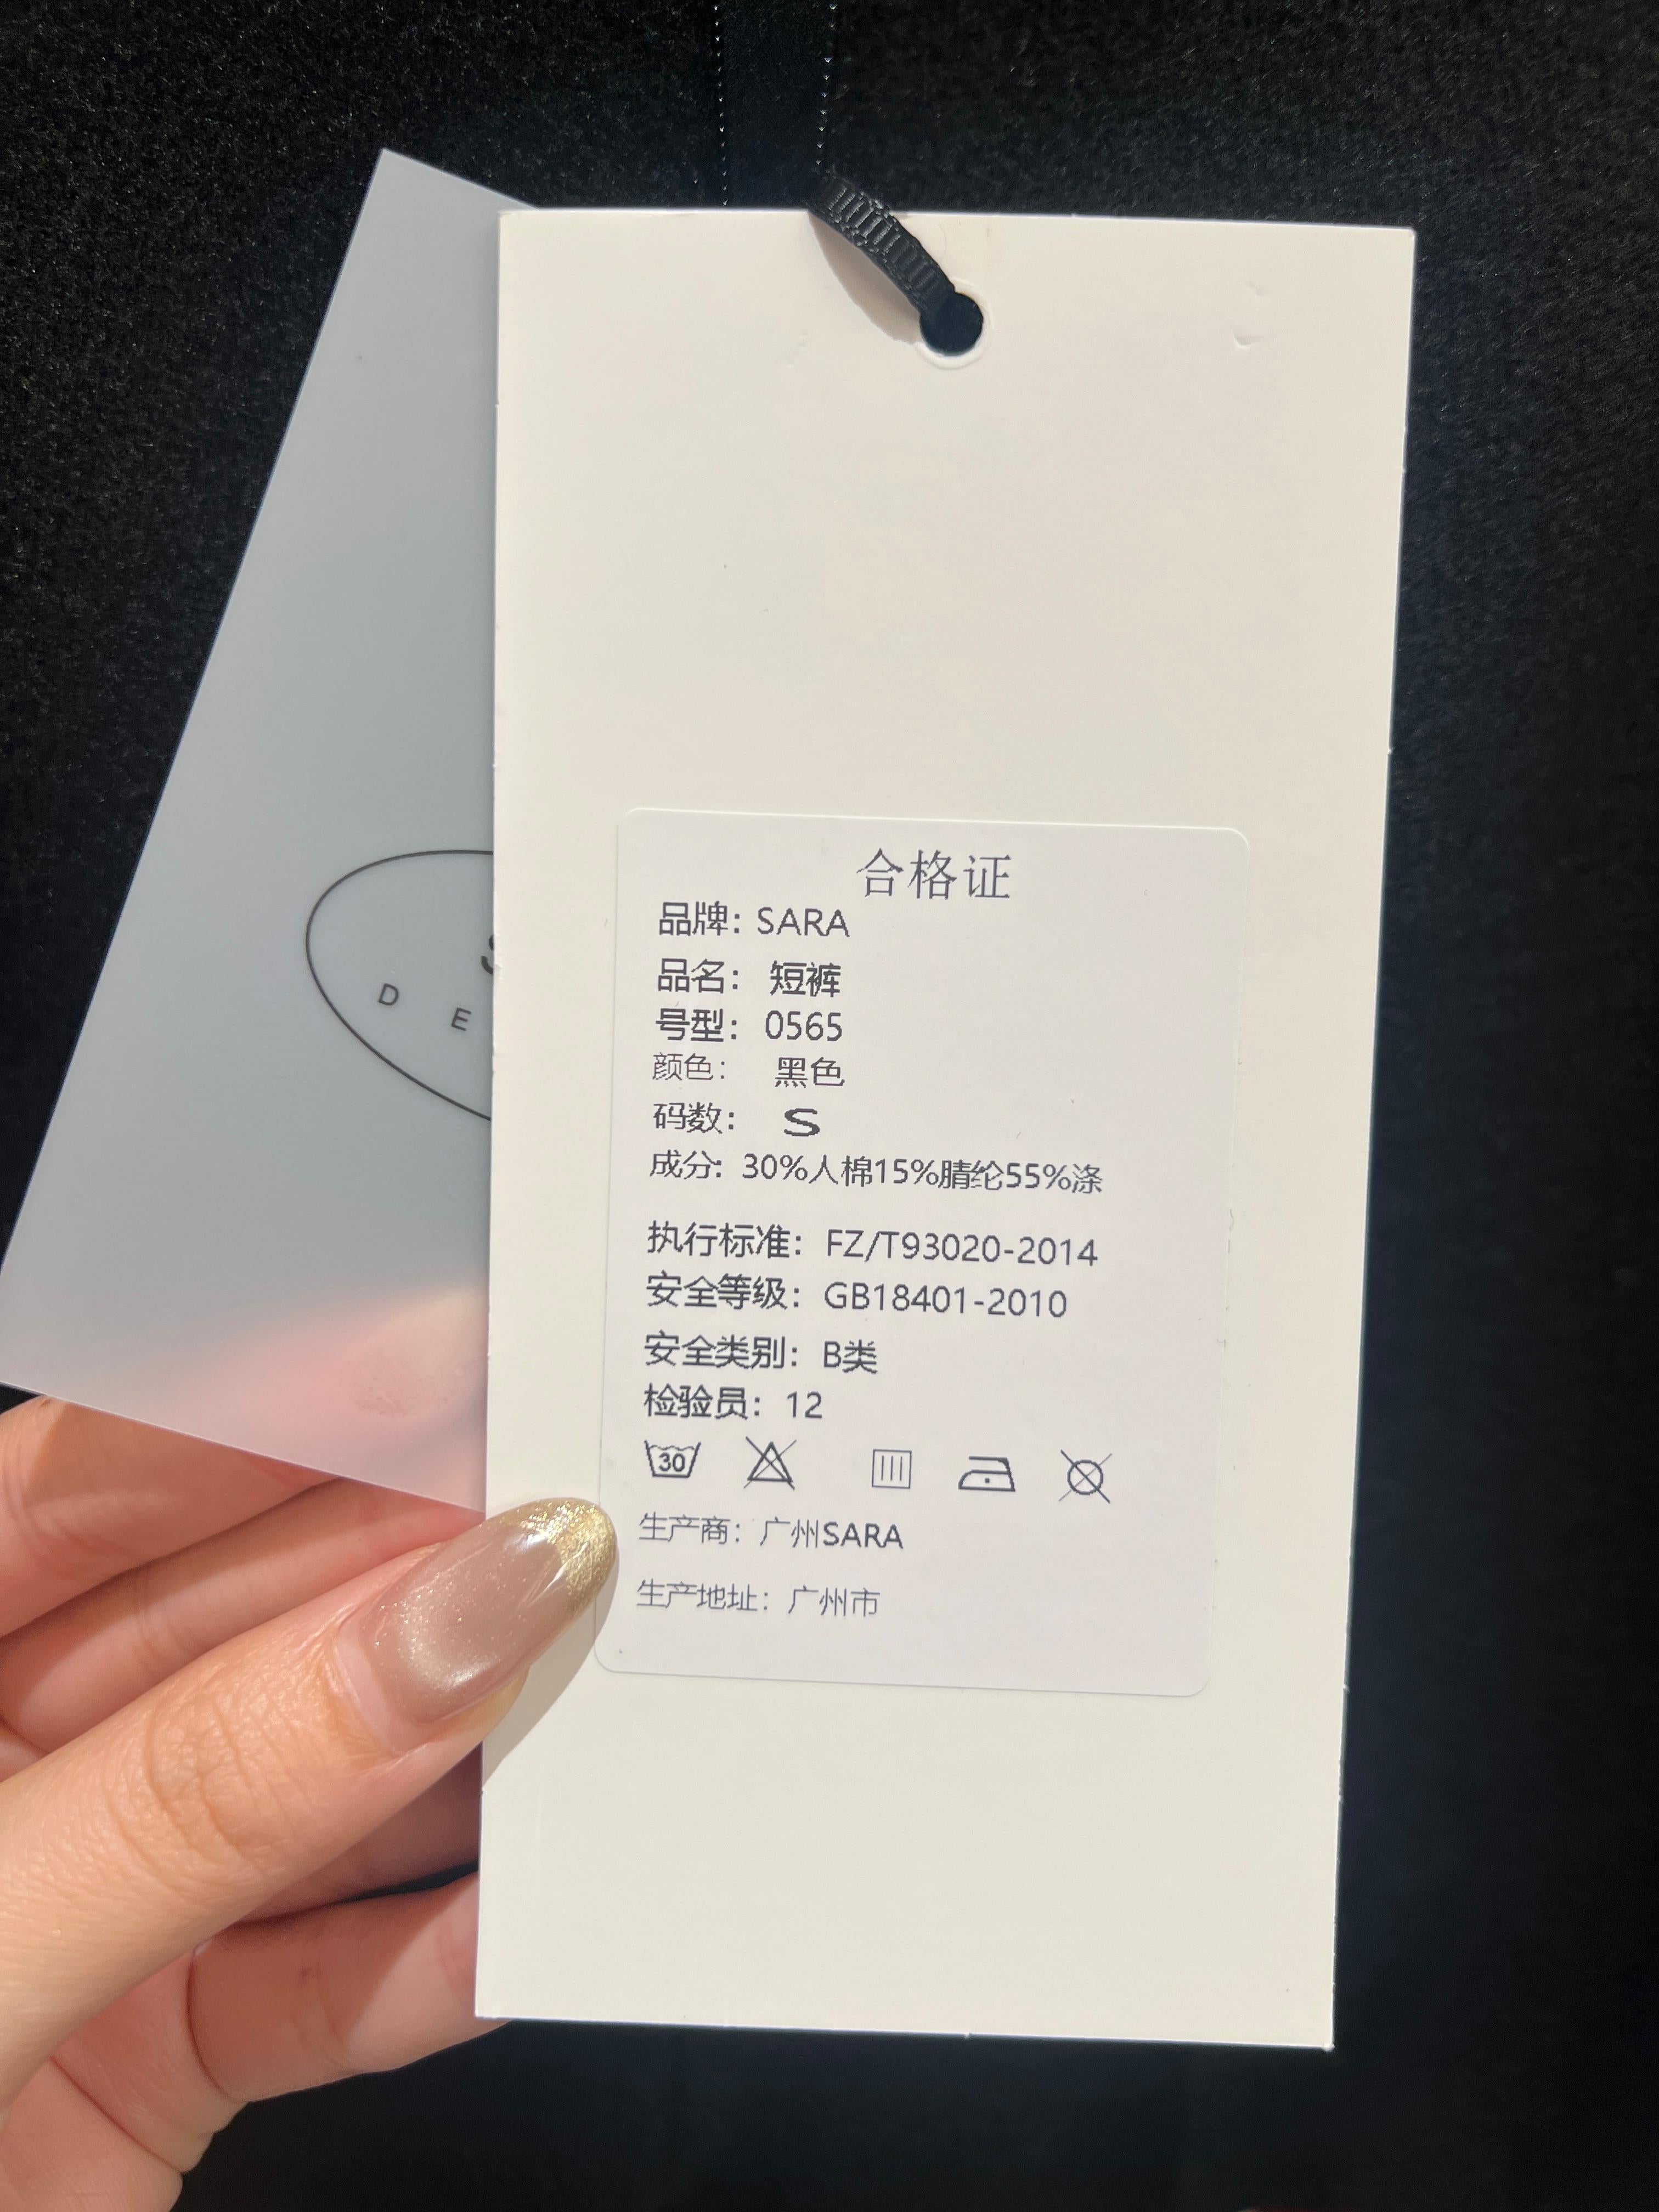 合格证
品牌：SARA
品名：短裤
号型：0565
颜色：黑色
码数：S
成分：30%人棉15%腈纶55%涤
执行标准：FZ/T93020-2014
安全等级：GB18401-2010
安全类别：B类
检验员：12
30
生产商：广州SARA
生产地址：广州市
D E